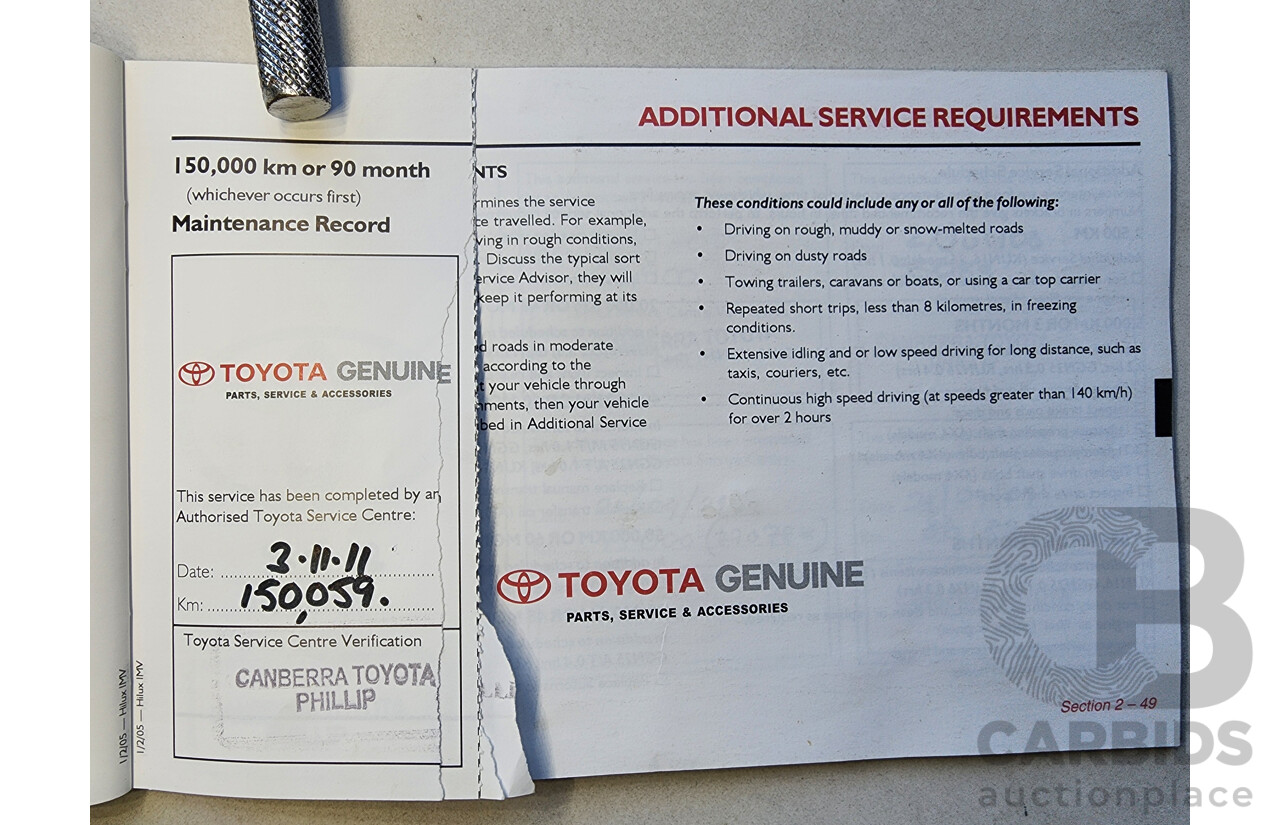 150,000 km or 90 month
(whichever occurs first)
Maintenance Record
TOYOTA GENUINE
PARTS, SERVICE & ACCESSORIES
This service has been completed by an
Authorised Toyota Service Centre:
Date: 3·11·11
Km: 150,059.
Toyota Service Centre Verification
CANBERRA TOYOTA
PHILLIP
1/2/05 — Hilux IMV
1/2/05 — Hilux IMV
ADDITIONAL SERVICE REQUIREMENTS
NTS
rmines the service
ce travelled. For example,
ving in rough conditions,
. Discuss the typical sort
ervice Advisor, they will
keep it performing at its
d roads in moderate
according to the
t your vehicle through
nments, then your vehicle
bed in Additional Service
These conditions could include any or all of the following:
• Driving on rough, muddy or snow-melted roads
• Driving on dusty roads
• Towing trailers, caravans or boats, or using a car top carrier
• Repeated short trips, less than 8 kilometres, in freezing
conditions.
• Extensive idling and or low speed driving for long distance, such as
taxis, couriers, etc.
• Continuous high speed driving (at speeds greater than 140 km/h)
for over 2 hours
TOYOTA GENUINE
PARTS, SERVICE & ACCESSORIES
Section 2 – 49
CB
CARBIDS
auctionplace